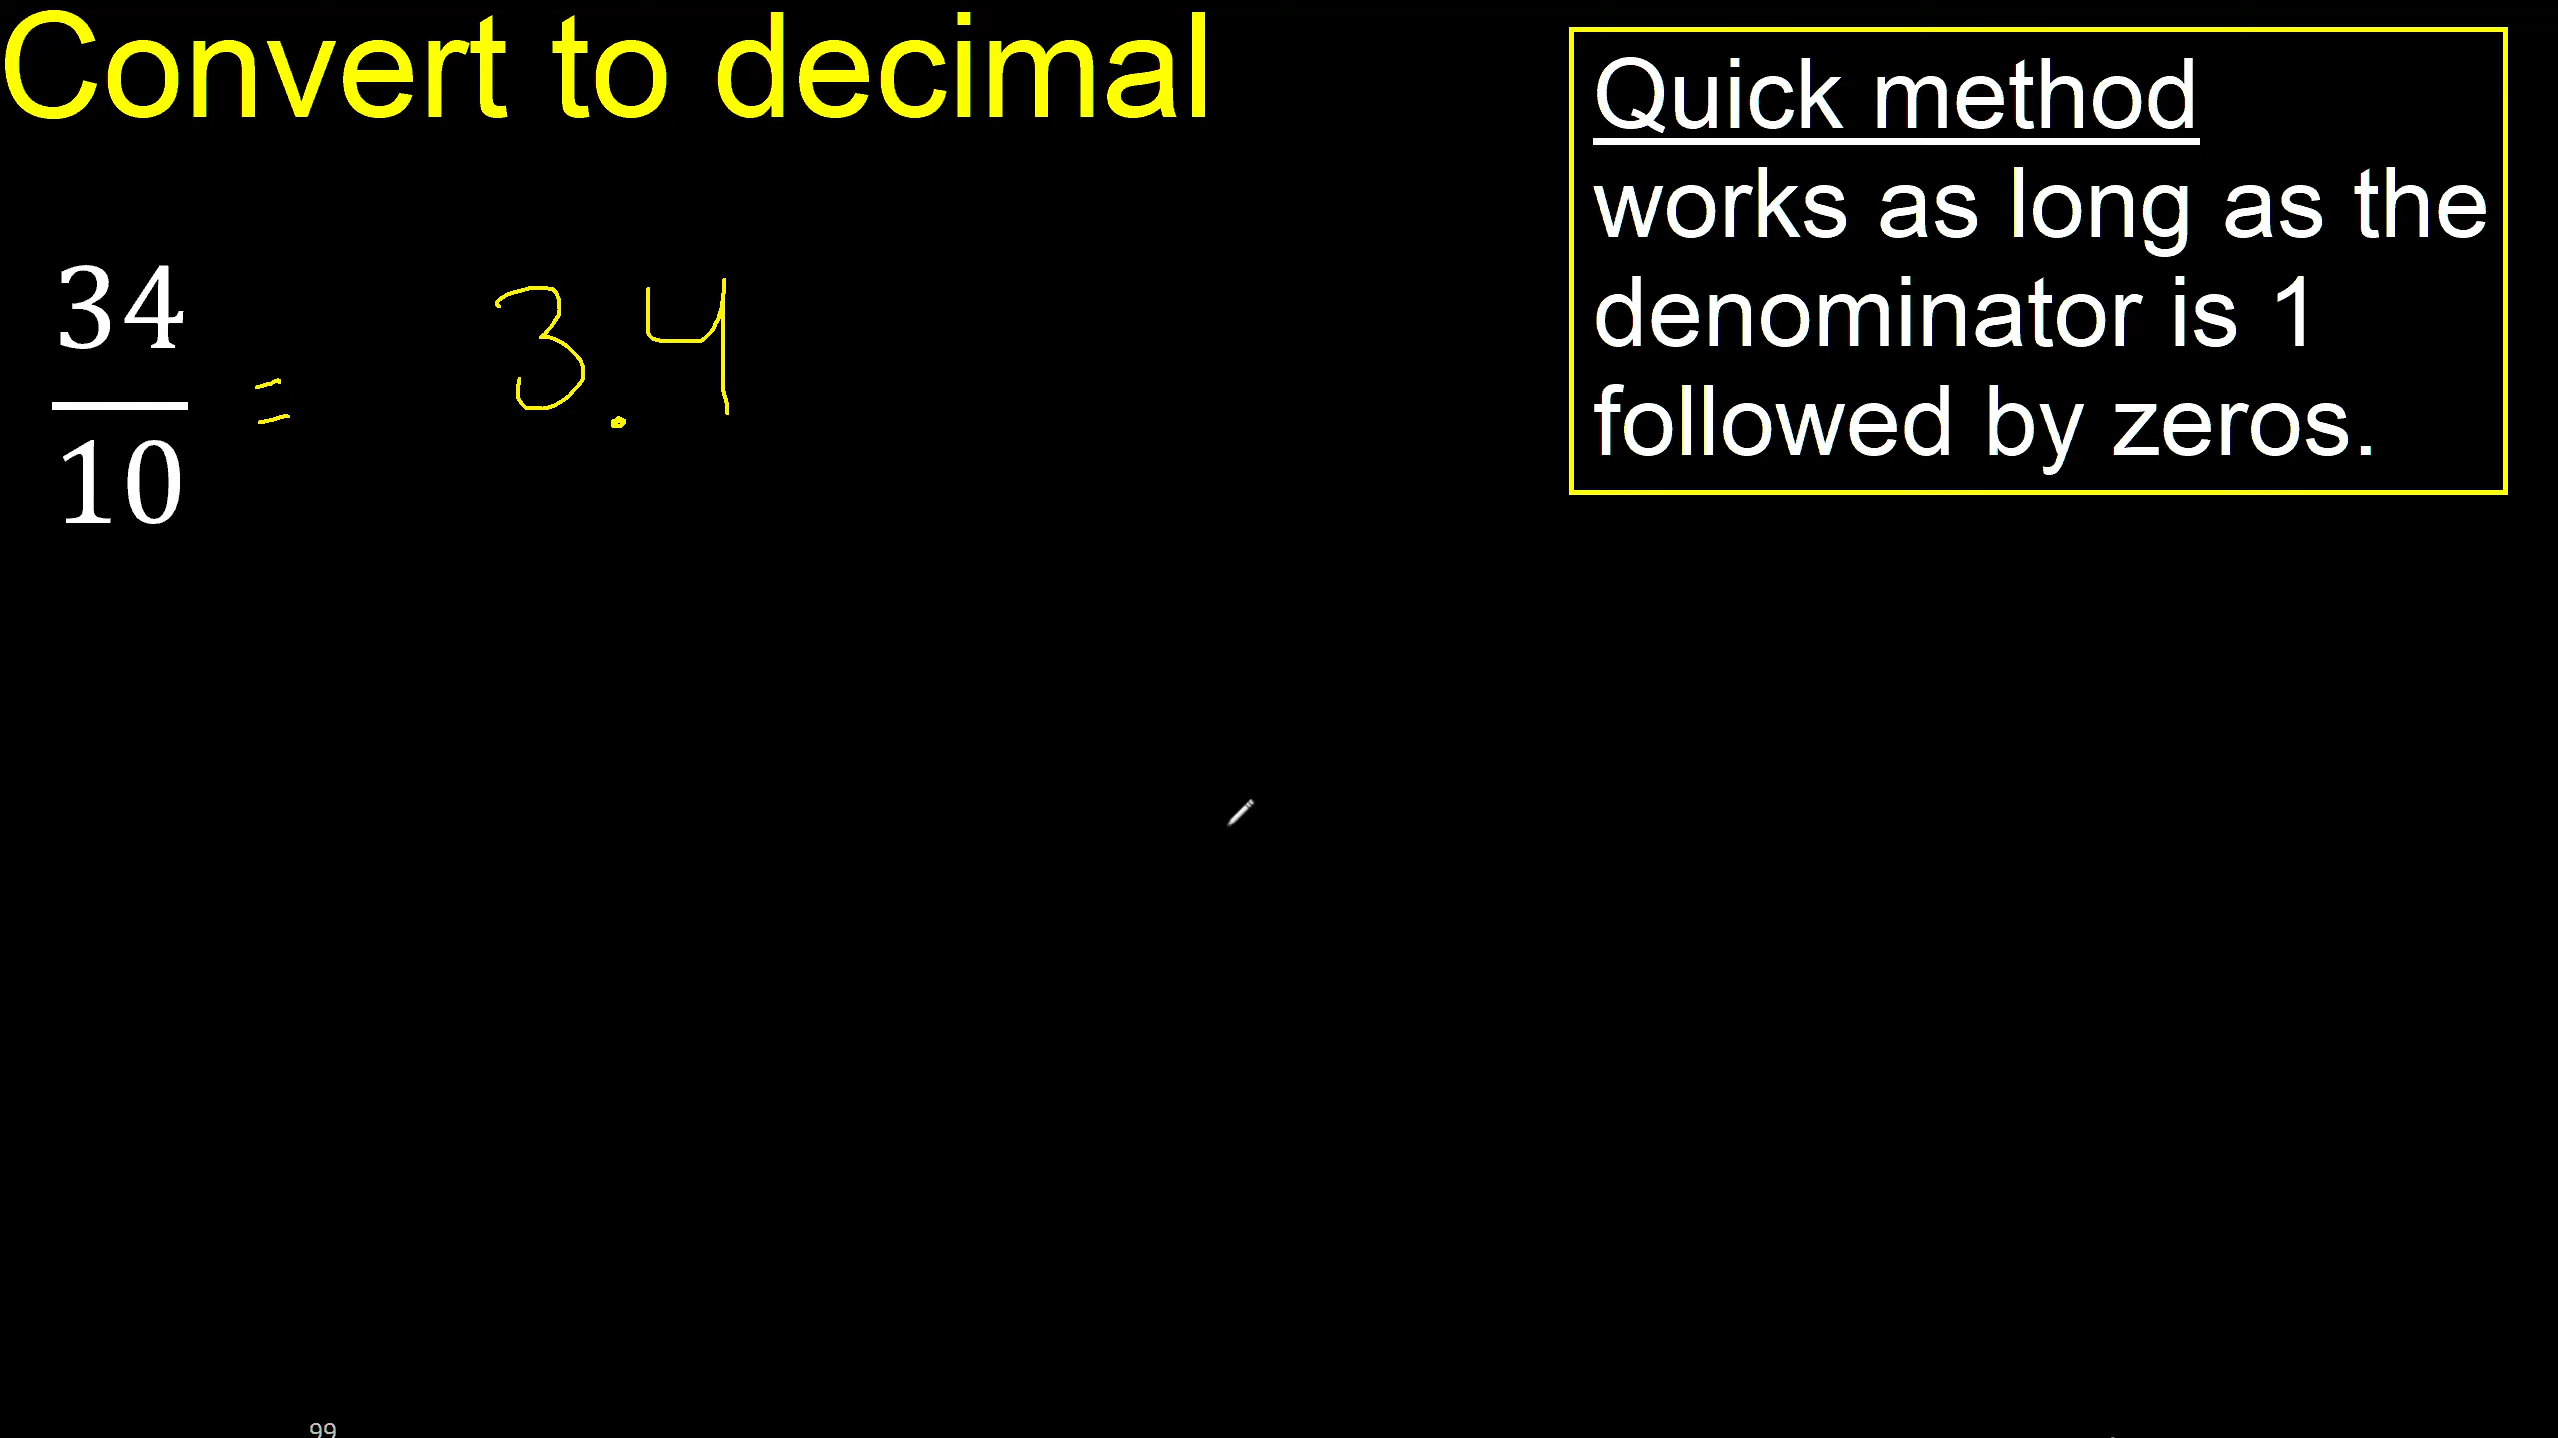 Convert to decimal
34
10
= 3.4
Quick method
works as long as the
denominator is 1
followed by zeros.
99